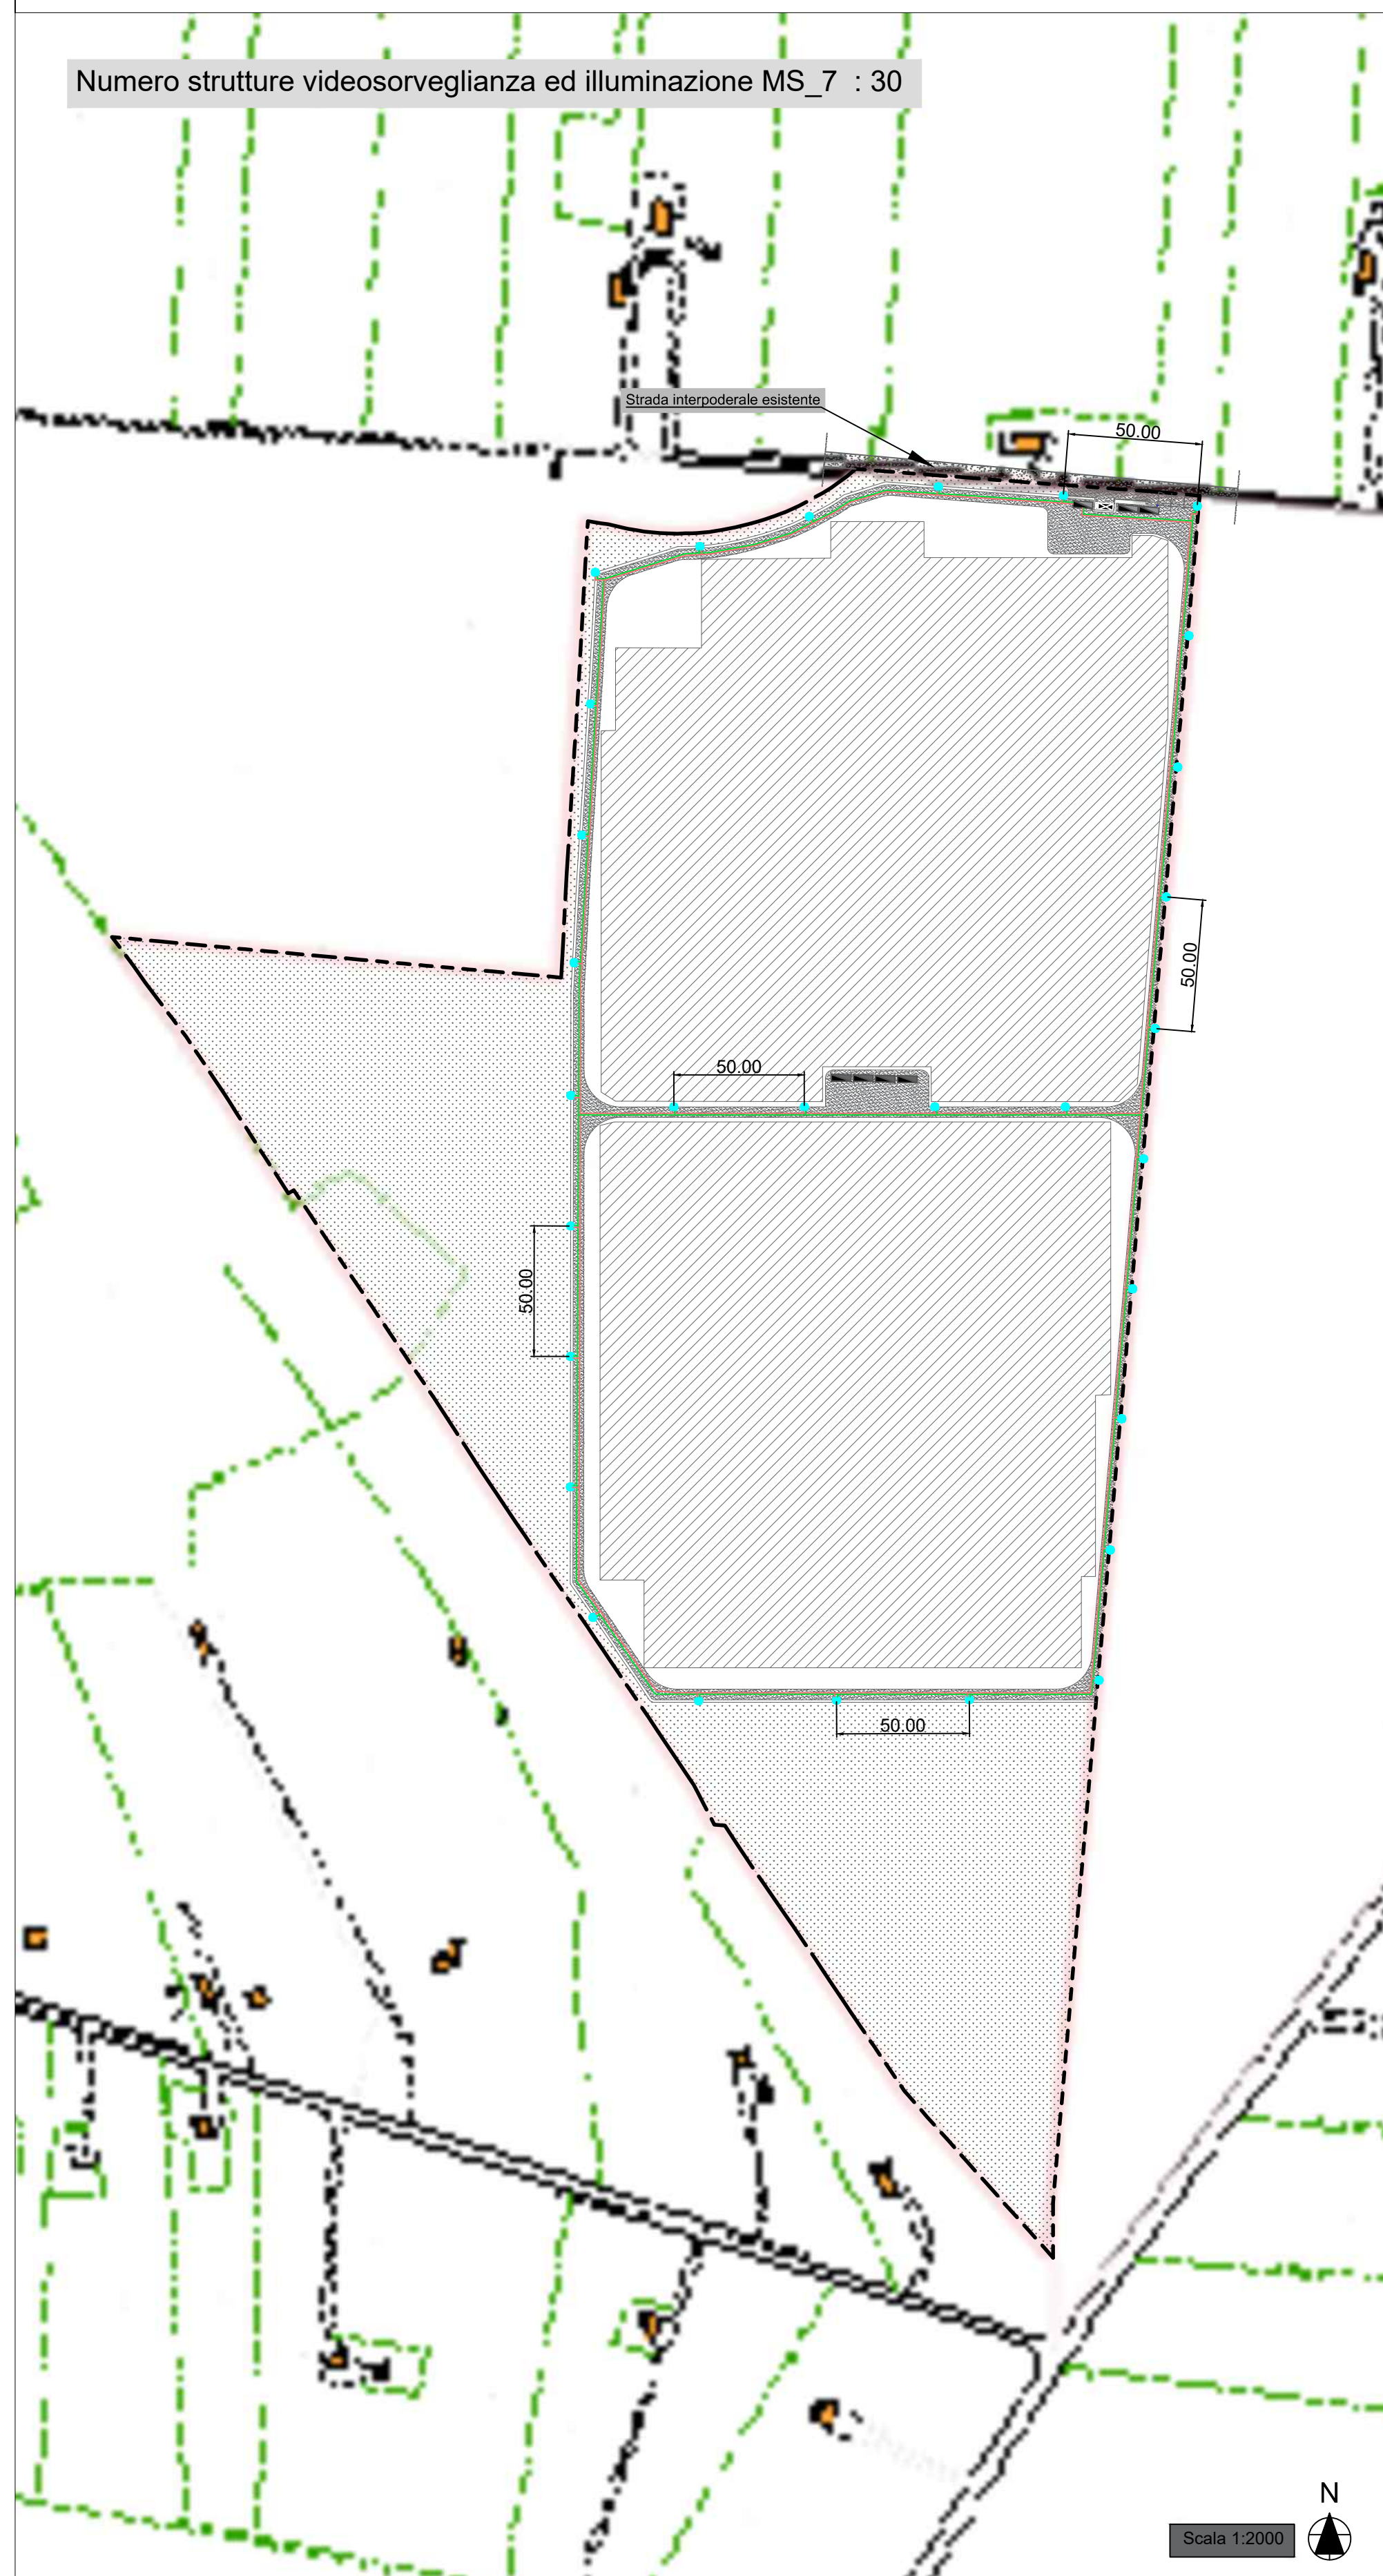 Numero strutture videosorveglianza ed illuminazione MS_7 : 30
Strada interpoderale esistente
50.00
50.00
50.00
50.00
50.00
N
Scala 1:2000